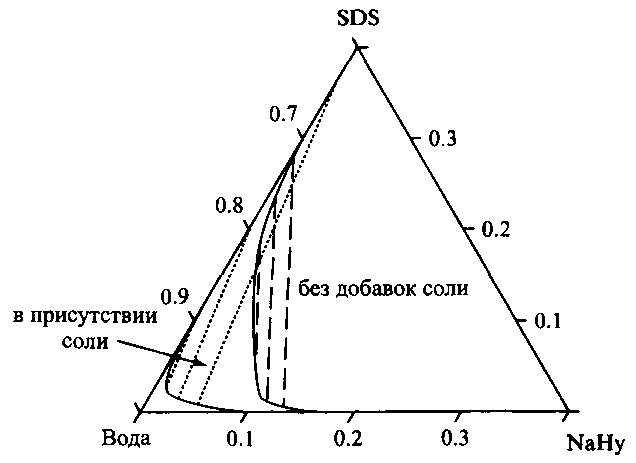 SDS
0.7
0.3
0.8
0.2
без добавок соли
0.9
в присутствии
соли
0.1
Вода
0.1
0.2
0.3
NaHy